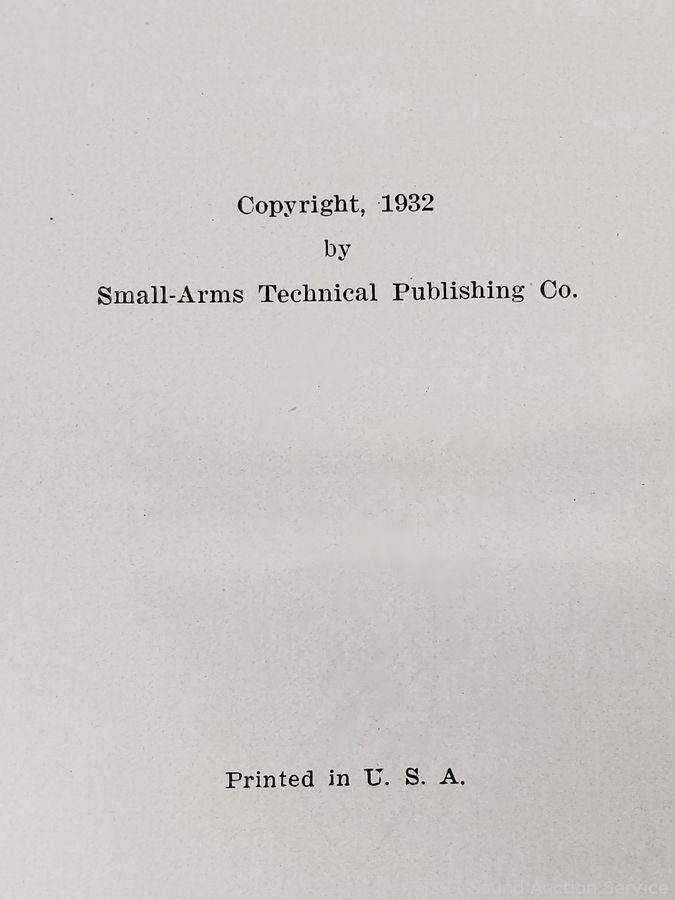 Copyright, 1932
by
Small-Arms Technical Publishing Co.
Printed in U. S. A.
Sound Auction Service